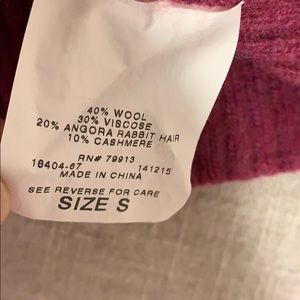 40% WOOL
30% VISCOSE
20% ANGORA RABBIT HAIR
10% CASHMERE
RN# 79913
18404-67 141215
MADE IN CHINA
SEE REVERSE FOR CARE
SIZE S